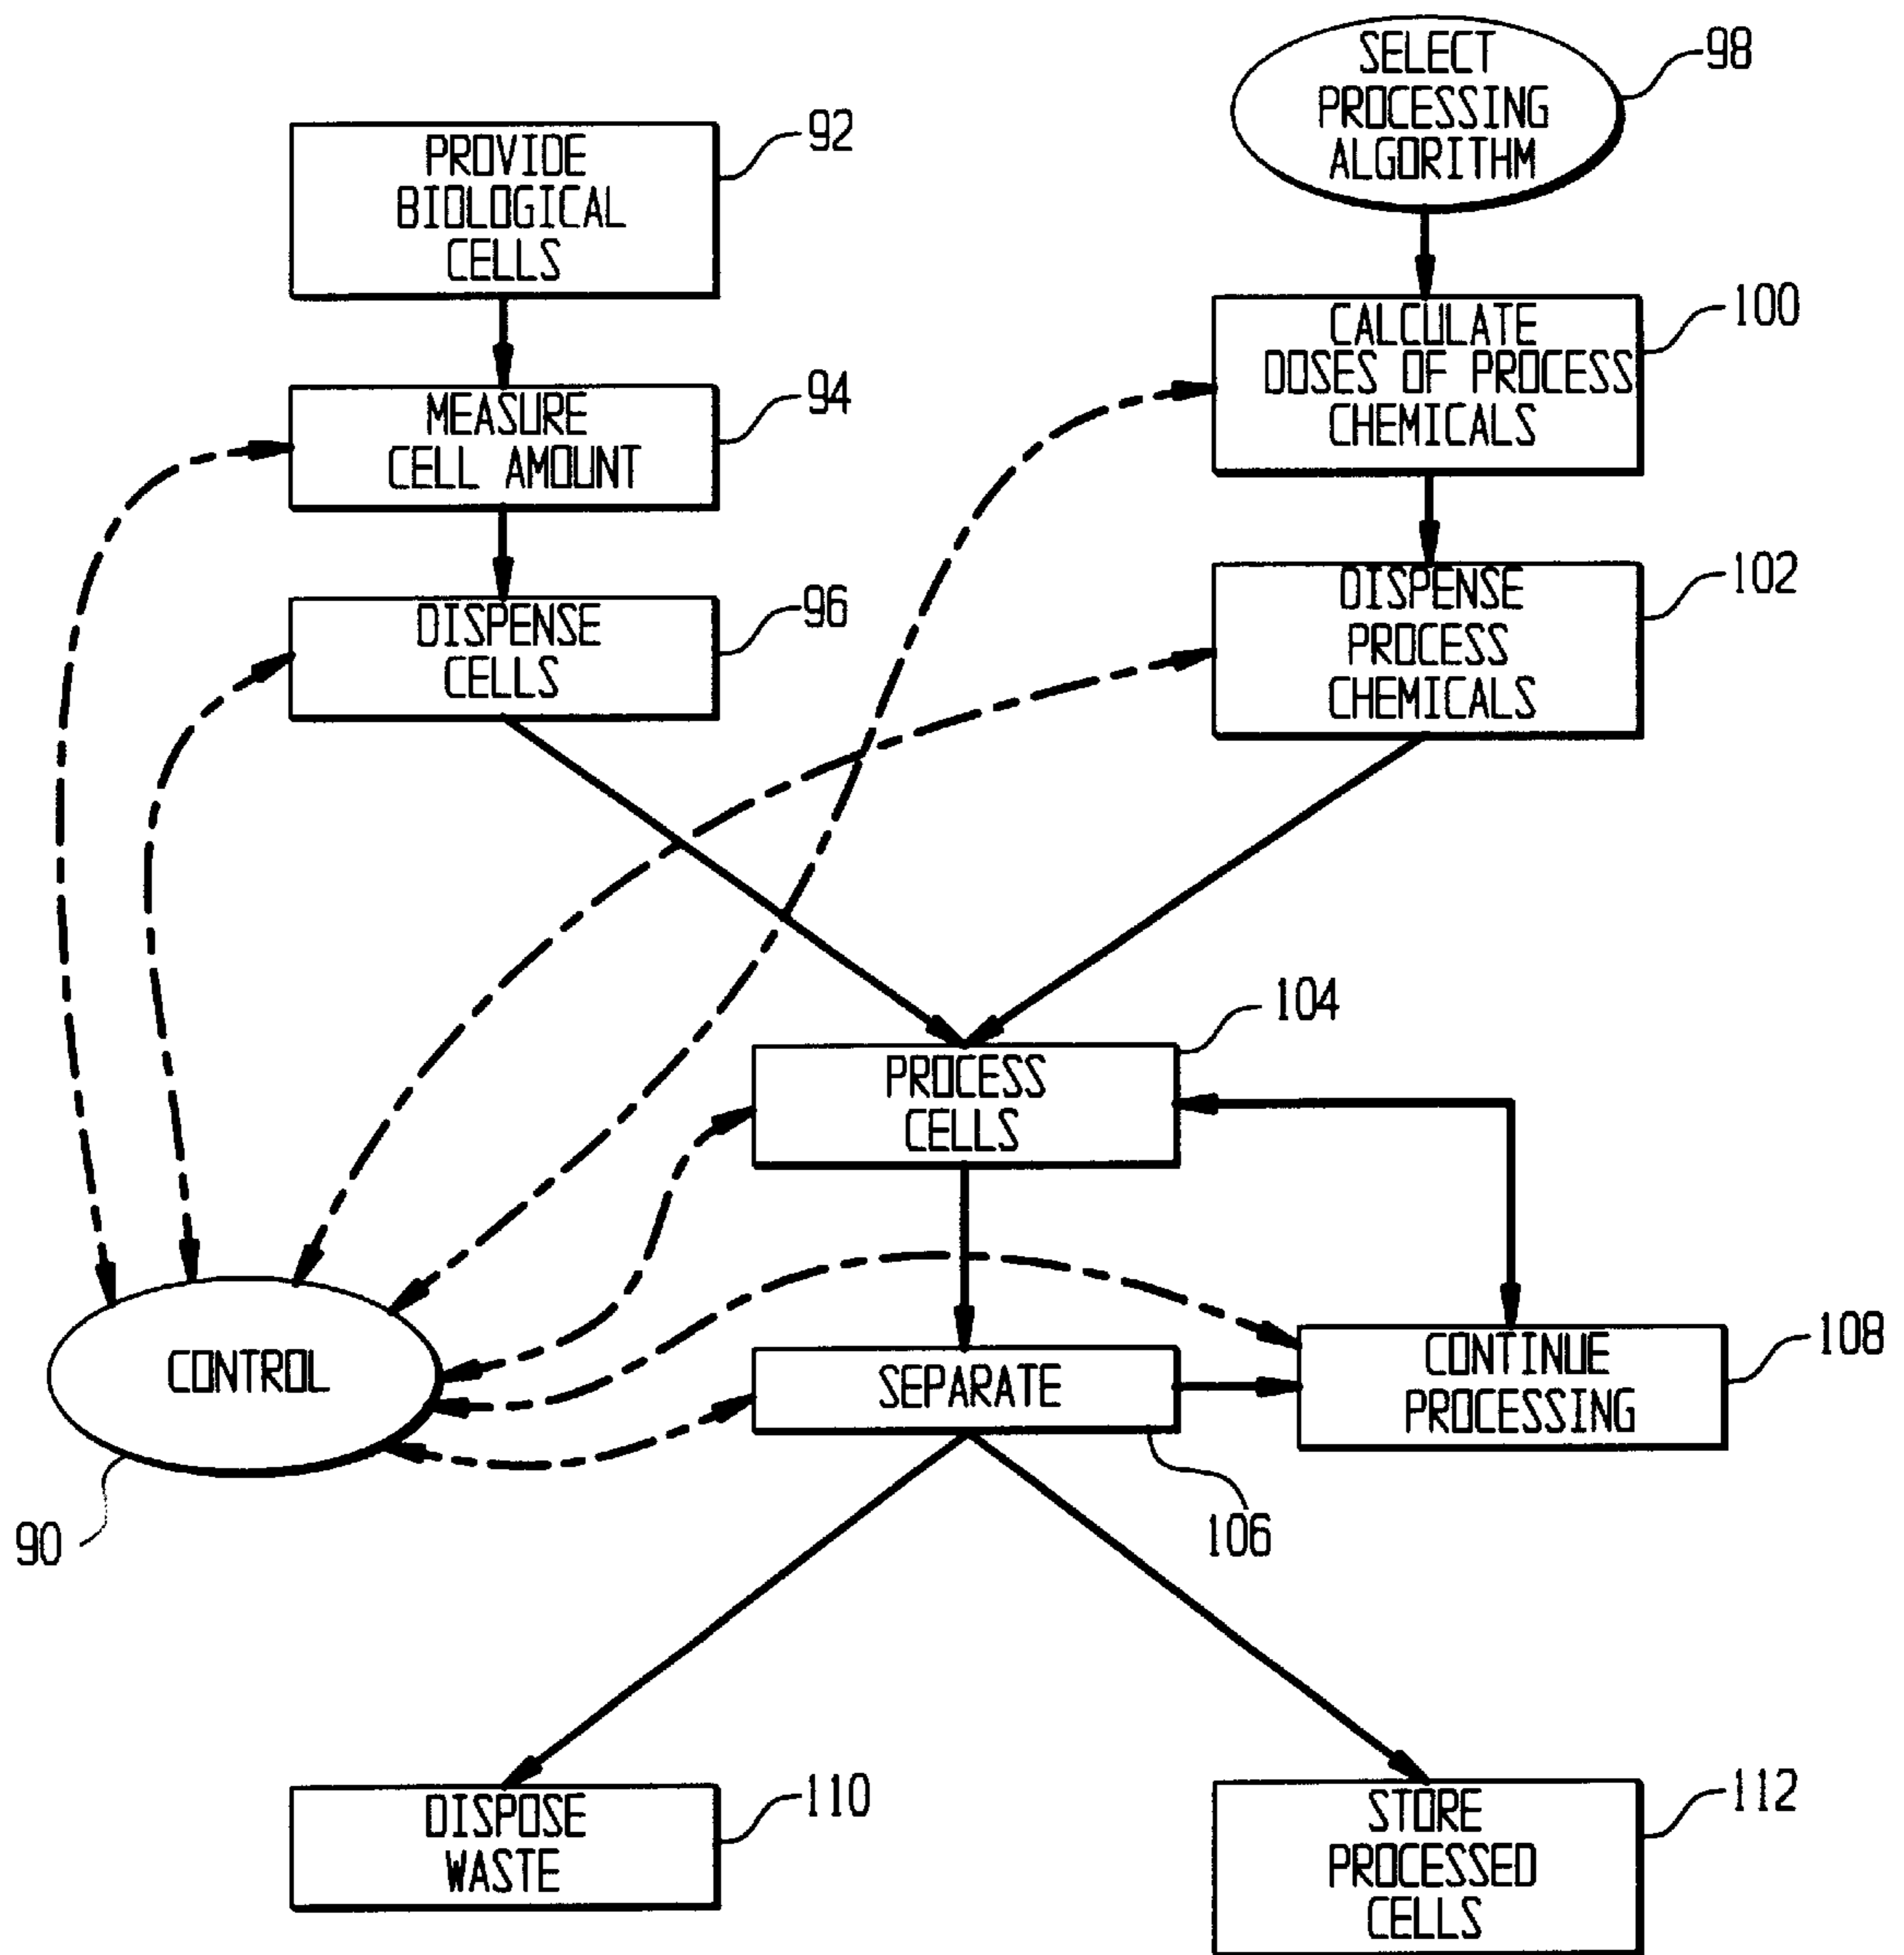 SELECT
PROCESSING
ALGORITHM
98
PROVIDE
BIOLOGICAL
CELLS
92
CALCULATE
DOSES OF PROCESS
CHEMICALS
100
MEASURE
CELL AMOUNT
94
DISPENSE
CELLS
96
DISPENSE
PROCESS
CHEMICALS
102
PROCESS
CELLS
104
CONTROL
90
SEPARATE
106
CONTINUE
PROCESSING
108
DISPOSE
WASTE
110
STORE
PROCESSED
CELLS
112